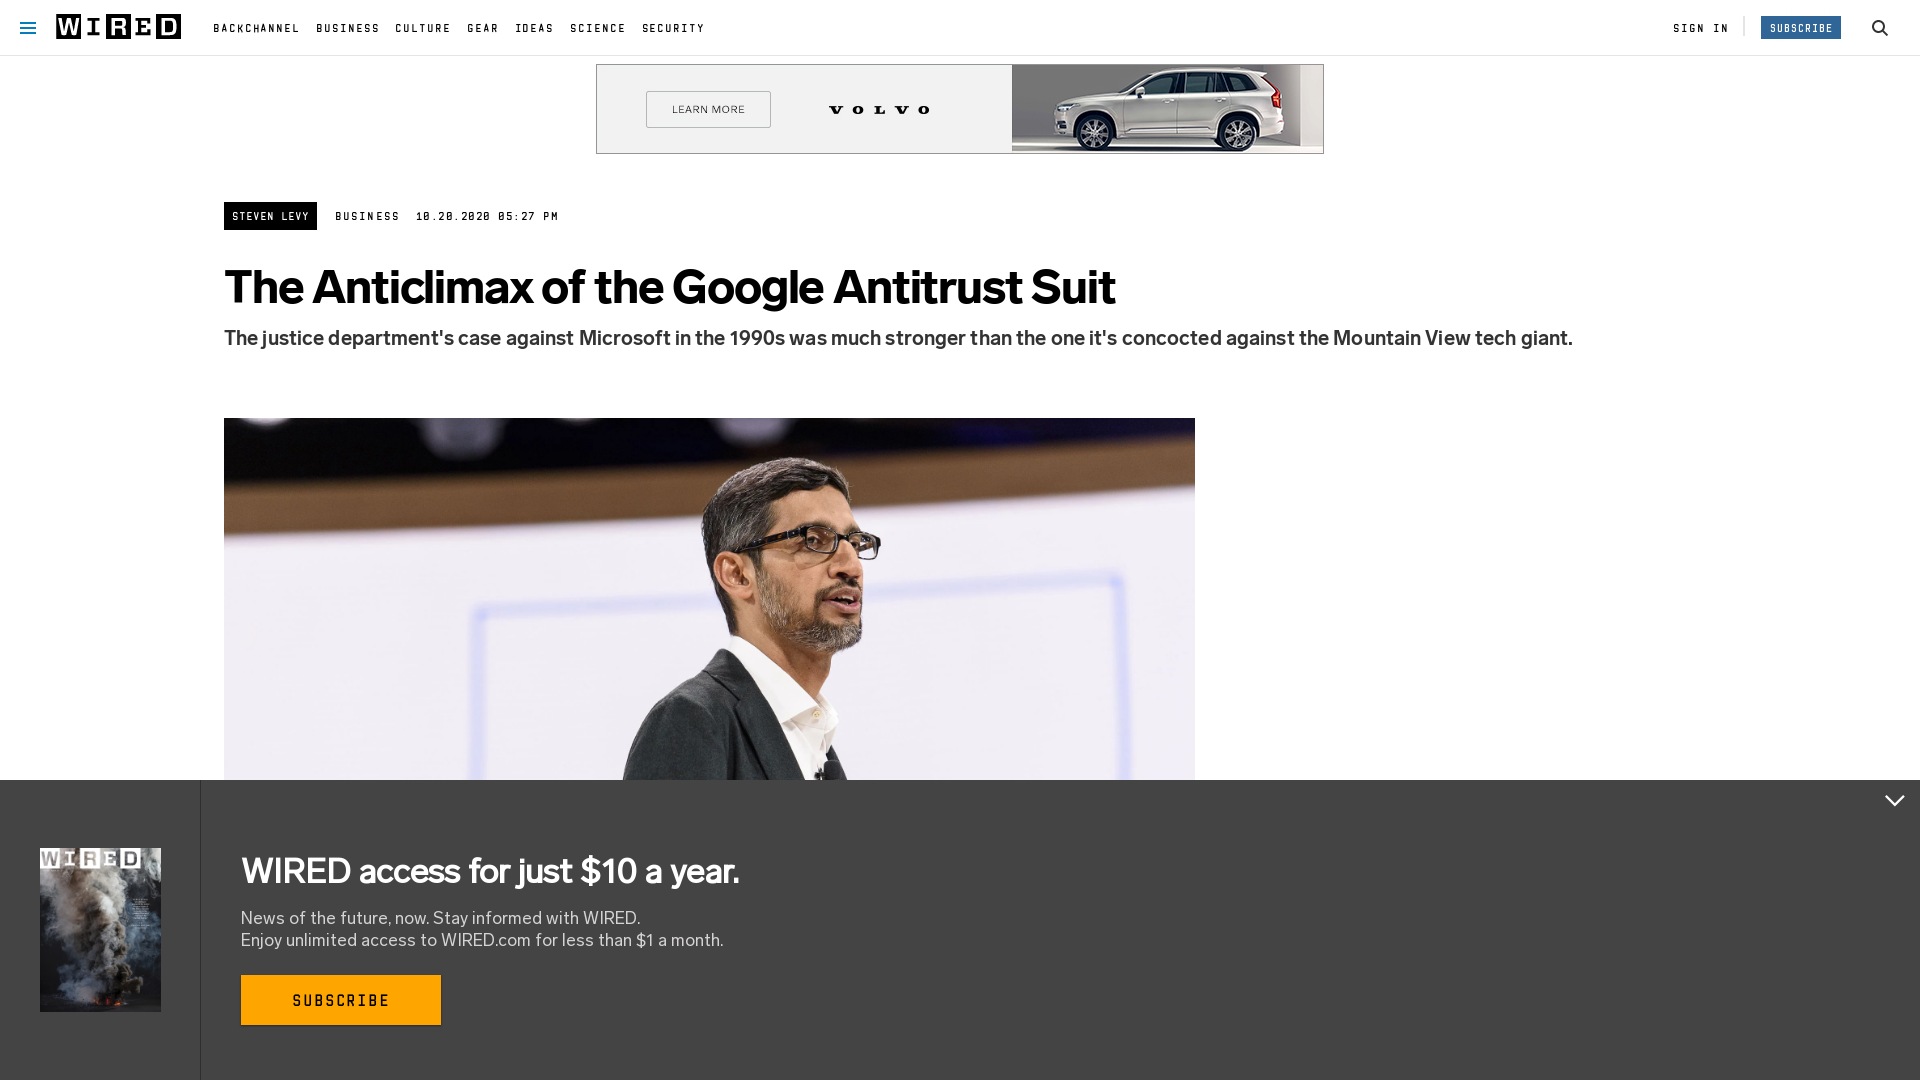 WIRED
BACKCHANNEL BUSINESS CULTURE GEAR IDEAS SCIENCE SECURITY
SIGN IN
SUBSCRIBE
LEARN MORE
VOLVO
STEVEN LEVY BUSINESS 10.20.2020 05:27 PM
The Anticlimax of the Google Antitrust Suit
The justice department's case against Microsoft in the 1990s was much stronger than the one it's concocted against the Mountain View tech giant.
WIRED
WIRED access for just $10 a year.
News of the future, now. Stay informed with WIRED.
Enjoy unlimited access to WIRED.com for less than $1 a month.
SUBSCRIBE